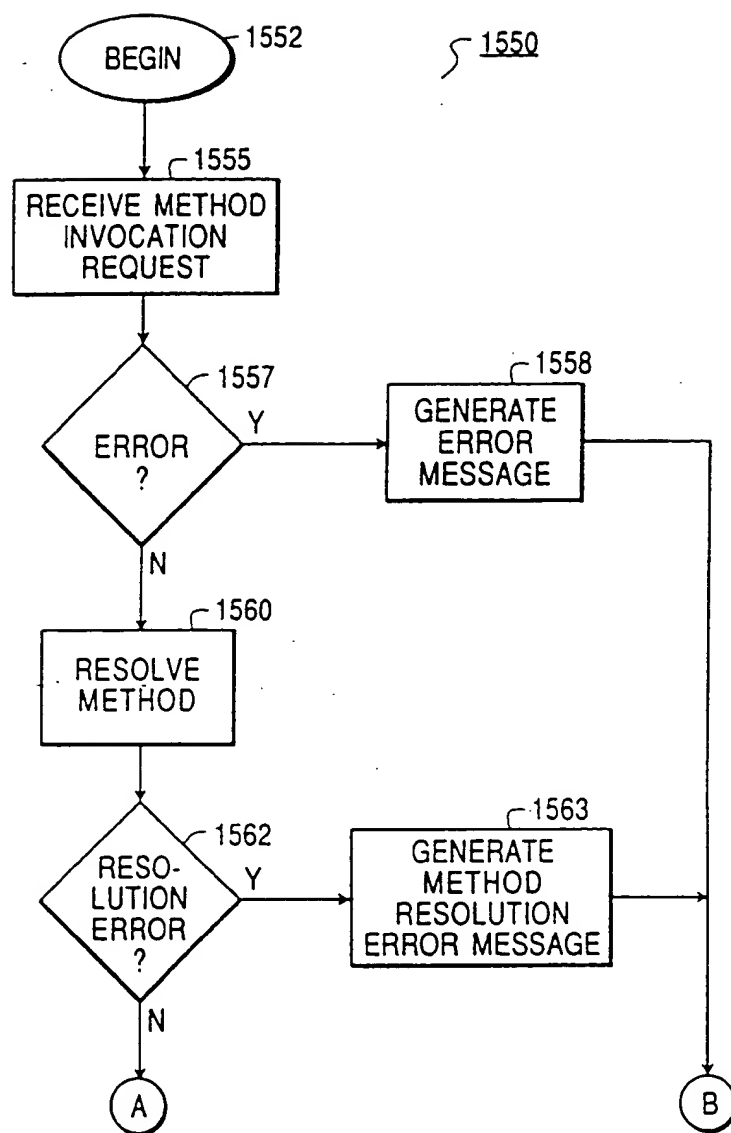 1552
1550
BEGIN
1555
RECEIVE METHOD
INVOCATION
REQUEST
1557
1558
ERROR
?
Y
GENERATE
ERROR
MESSAGE
N
1560
RESOLVE
METHOD
1562
1563
RESO-
LUTION
ERROR
?
Y
GENERATE
METHOD
RESOLUTION
ERROR MESSAGE
N
A
B